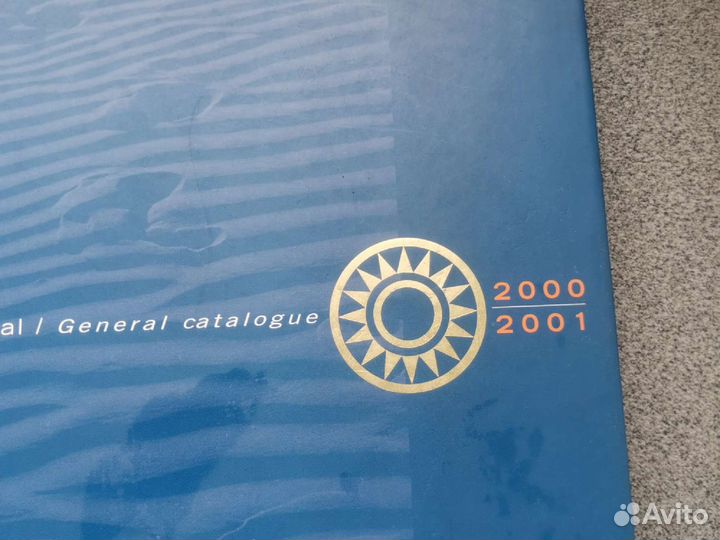 al / General catalogue
2000
2001
Avito